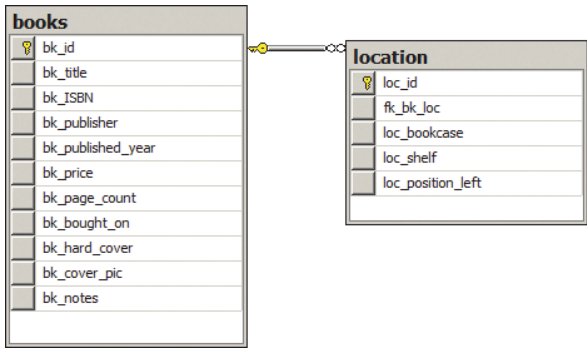 books
bk_id
bk_title
bk_ISBN
bk_publisher
bk_published_year
bk_price
bk_page_count
bk_bought_on
bk_hard_cover
bk_cover_pic
bk_notes
location
loc_id
fk_bk_loc
loc_bookcase
loc_shelf
loc_position_left